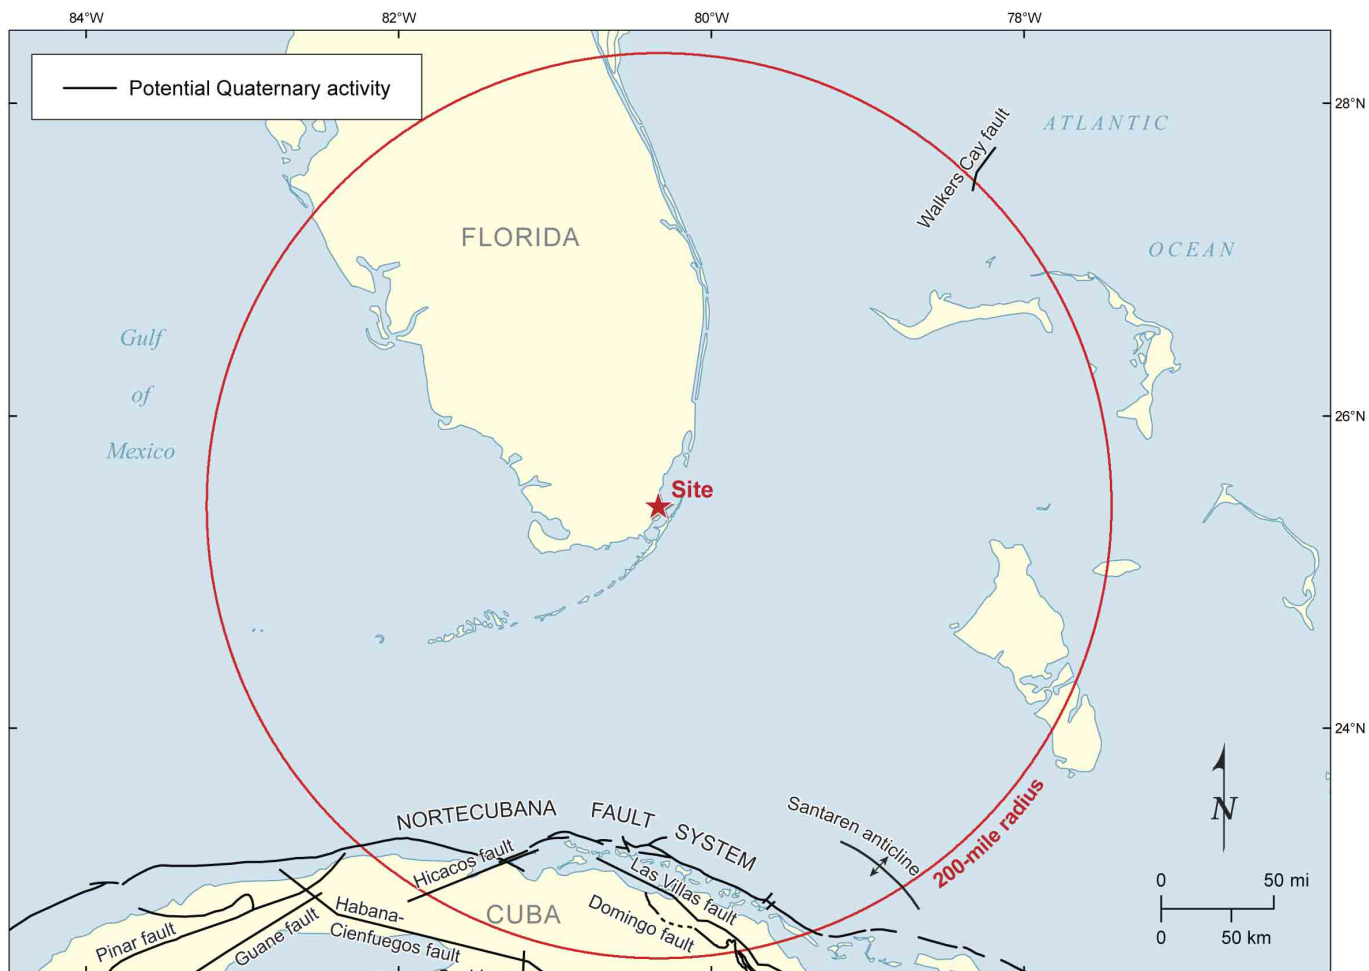 84°W
82°W
80°W
78°W
Potential Quaternary activity
28°N
ATLANTIC
Walkers Cay fault
FLORIDA
OCEAN
Gulf
of
Mexico
26°N
Site
24°N
N
200-mile radius
Santaren anticline
NORTECUBANA FAULT SYSTEM
Hicacos fault
Las Villas fault
Domingo fault
CUBA
Habana-
Cienfuegos fault
Pinar fault
Guane fault
0 50 mi
0 50 km